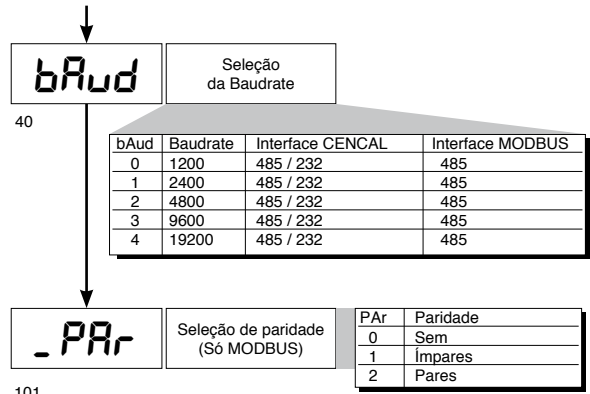 bAud
Seleção
da Baudrate
40
bAud Baudrate Interface CENCAL Interface MODBUS
0 1200 485 / 232 485
1 2400 485 / 232 485
2 4800 485 / 232 485
3 9600 485 / 232 485
4 19200 485 / 232 485
_PAr
Seleção de paridade
(Só MODBUS)
PAr Paridade
0 Sem
1 Ímpares
2 Pares
101